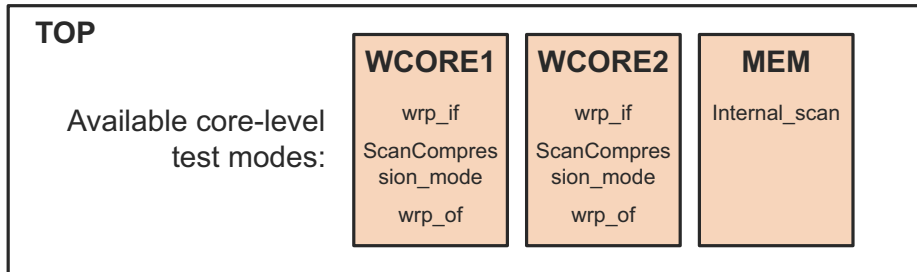 TOP
WCORE1 WCORE2 MEM
Available core-level
test modes:
wrp_if
ScanCompres
sion_mode
wrp_of
wrp_if
ScanCompres
sion_mode
wrp_of
Internal_scan